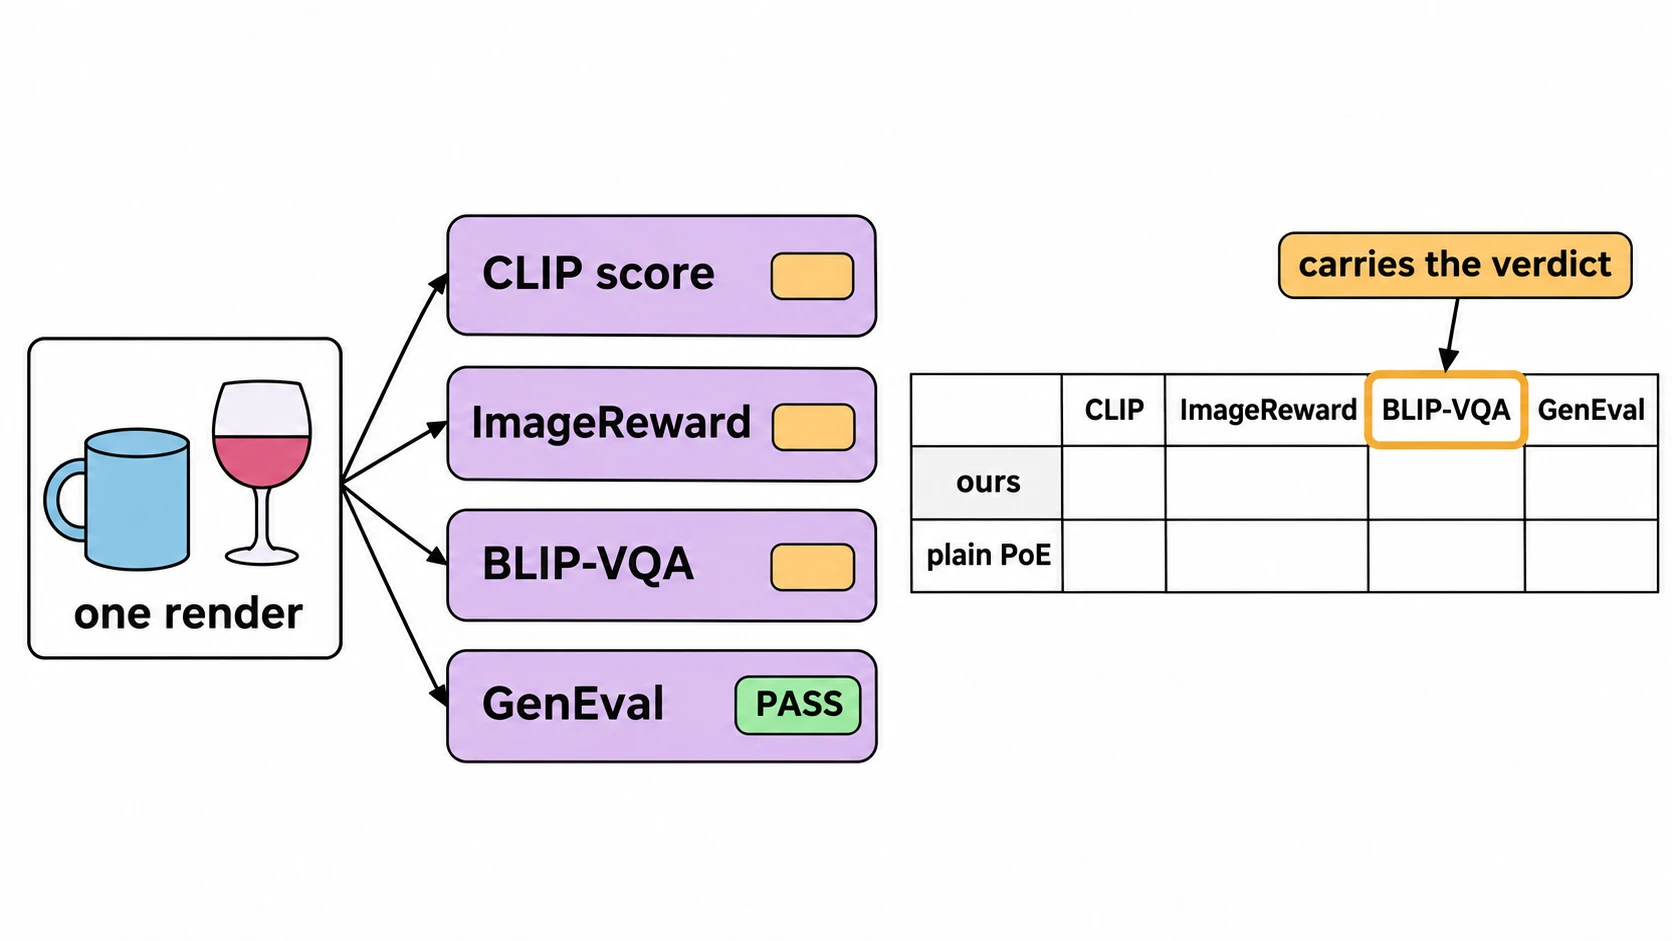 one render
CLIP score
ImageReward
BLIP-VQA
GenEval PASS
carries the verdict
CLIP ImageReward BLIP-VQA GenEval
ours
plain PoE